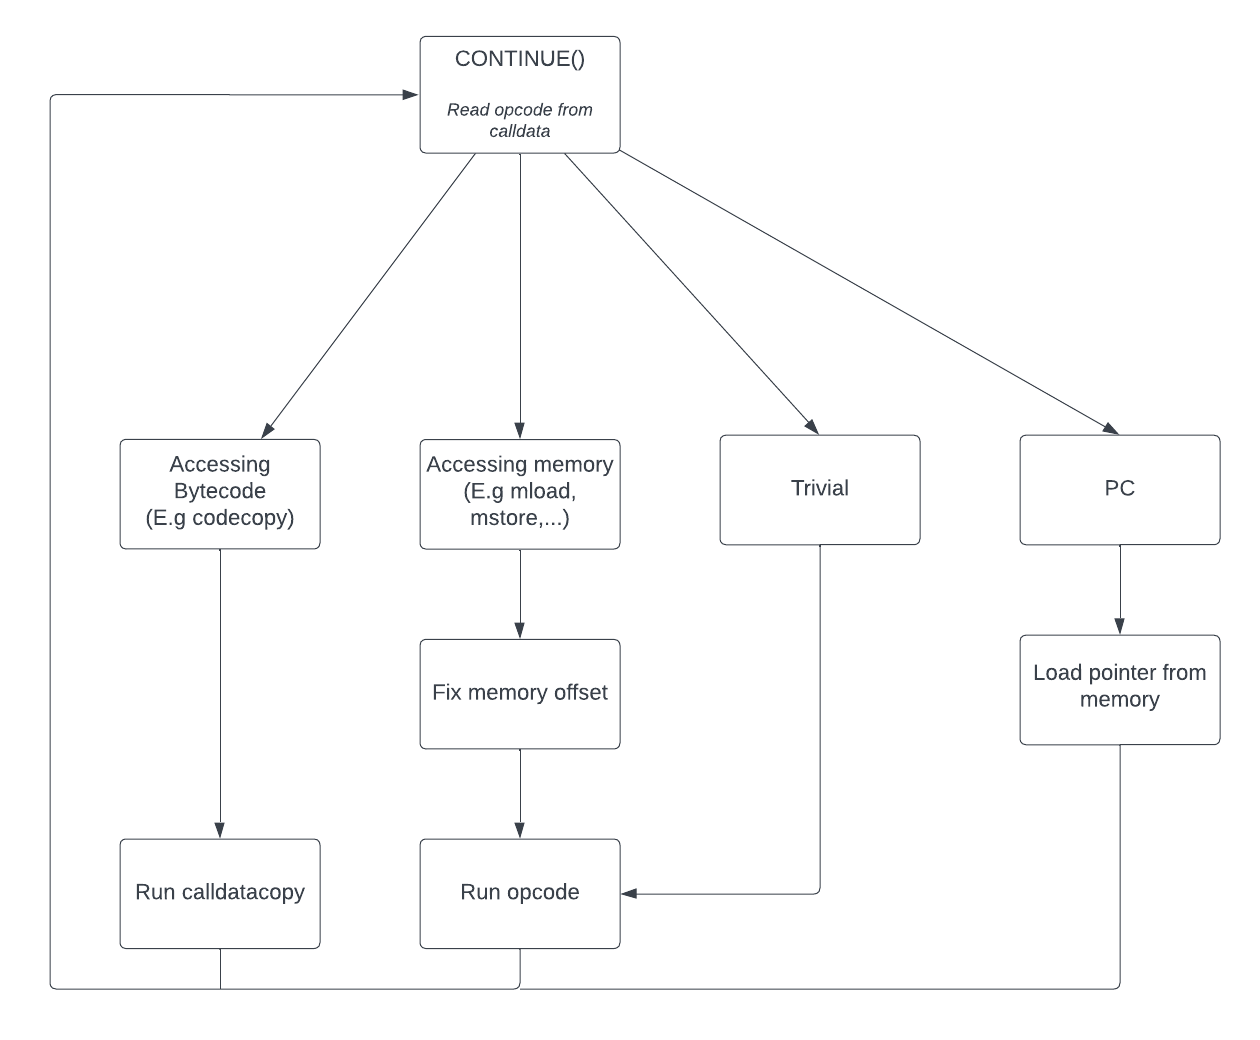 CONTINUE()
Read opcode from
calldata
Accessing
Bytecode
(E.g codecopy)
Accessing memory
(E.g mload,
mstore,...)
Trivial
PC
Fix memory offset
Load pointer from
memory
Run calldatacopy
Run opcode